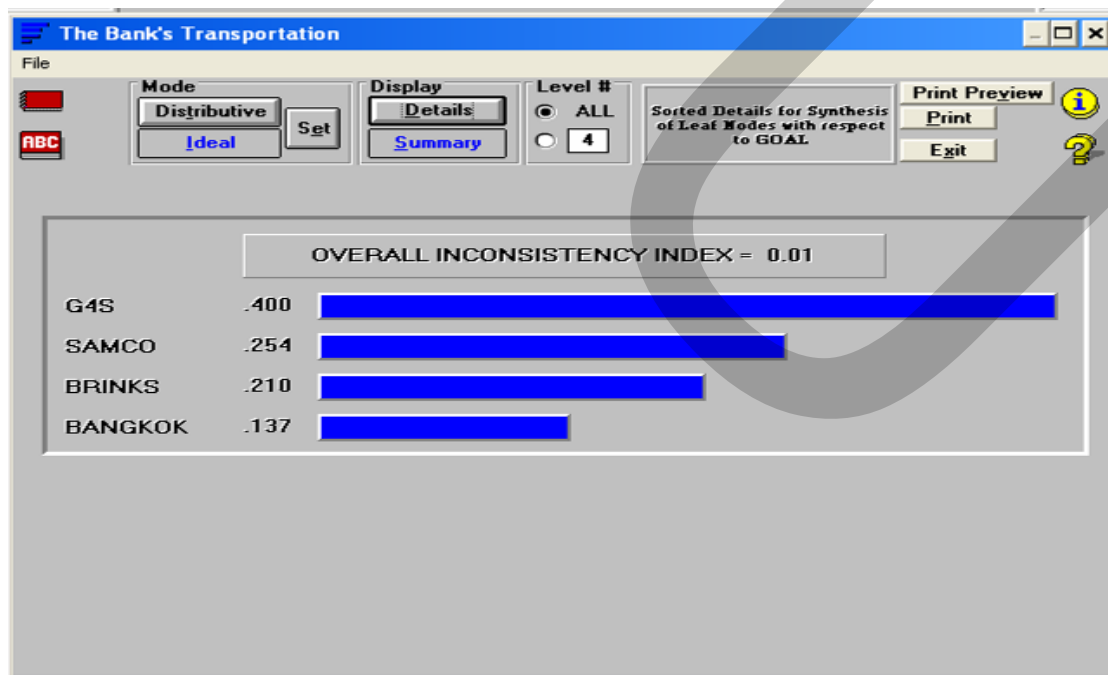 The Bank's Transportation
File
Mode
Distributive
Ideal
Set
Display
Details
Summary
Level #
ALL
4
Sorted Details for Synthesis
of Leaf Nodes with respect
to GOAL
Print Preview
Print
Exit
ABC
OVERALL INCONSISTENCY INDEX = 0.01
G4S .400
SAMCO .254
BRINKS .210
BANGKOK .137